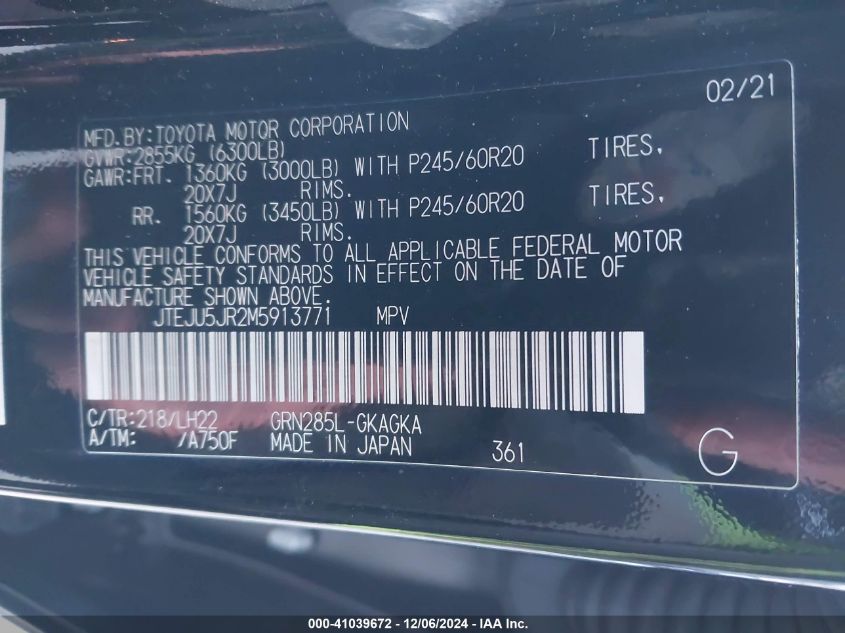 02/21
MFD.BY:TOYOTA MOTOR CORPORATION
GVWR:2855KG (6300LB)
GAWR:FRT. 1360KG (3000LB) WITH P245/60R20 TIRES,
20X7J RIMS.
RR. 1560KG (3450LB) WITH P245/60R20 TIRES,
20X7J RIMS.
THIS VEHICLE CONFORMS TO ALL APPLICABLE FEDERAL MOTOR
VEHICLE SAFETY STANDARDS IN EFFECT ON THE DATE OF
MANUFACTURE SHOWN ABOVE.
JTEJU5JR2M5913771 MPV
C/TR:218/LH22 GRN285L-GKAGKA
A/TM: /A750F MADE IN JAPAN 361 G
000-41039672 - 12/06/2024 - IAA Inc.